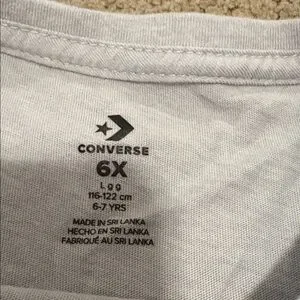 CONVERSE
6X
L g g
116-122 cm
6-7 YRS
MADE IN SRI LANKA
HECHO EN SRI LANKA
FABRIQUÉ AU SRI LANKA